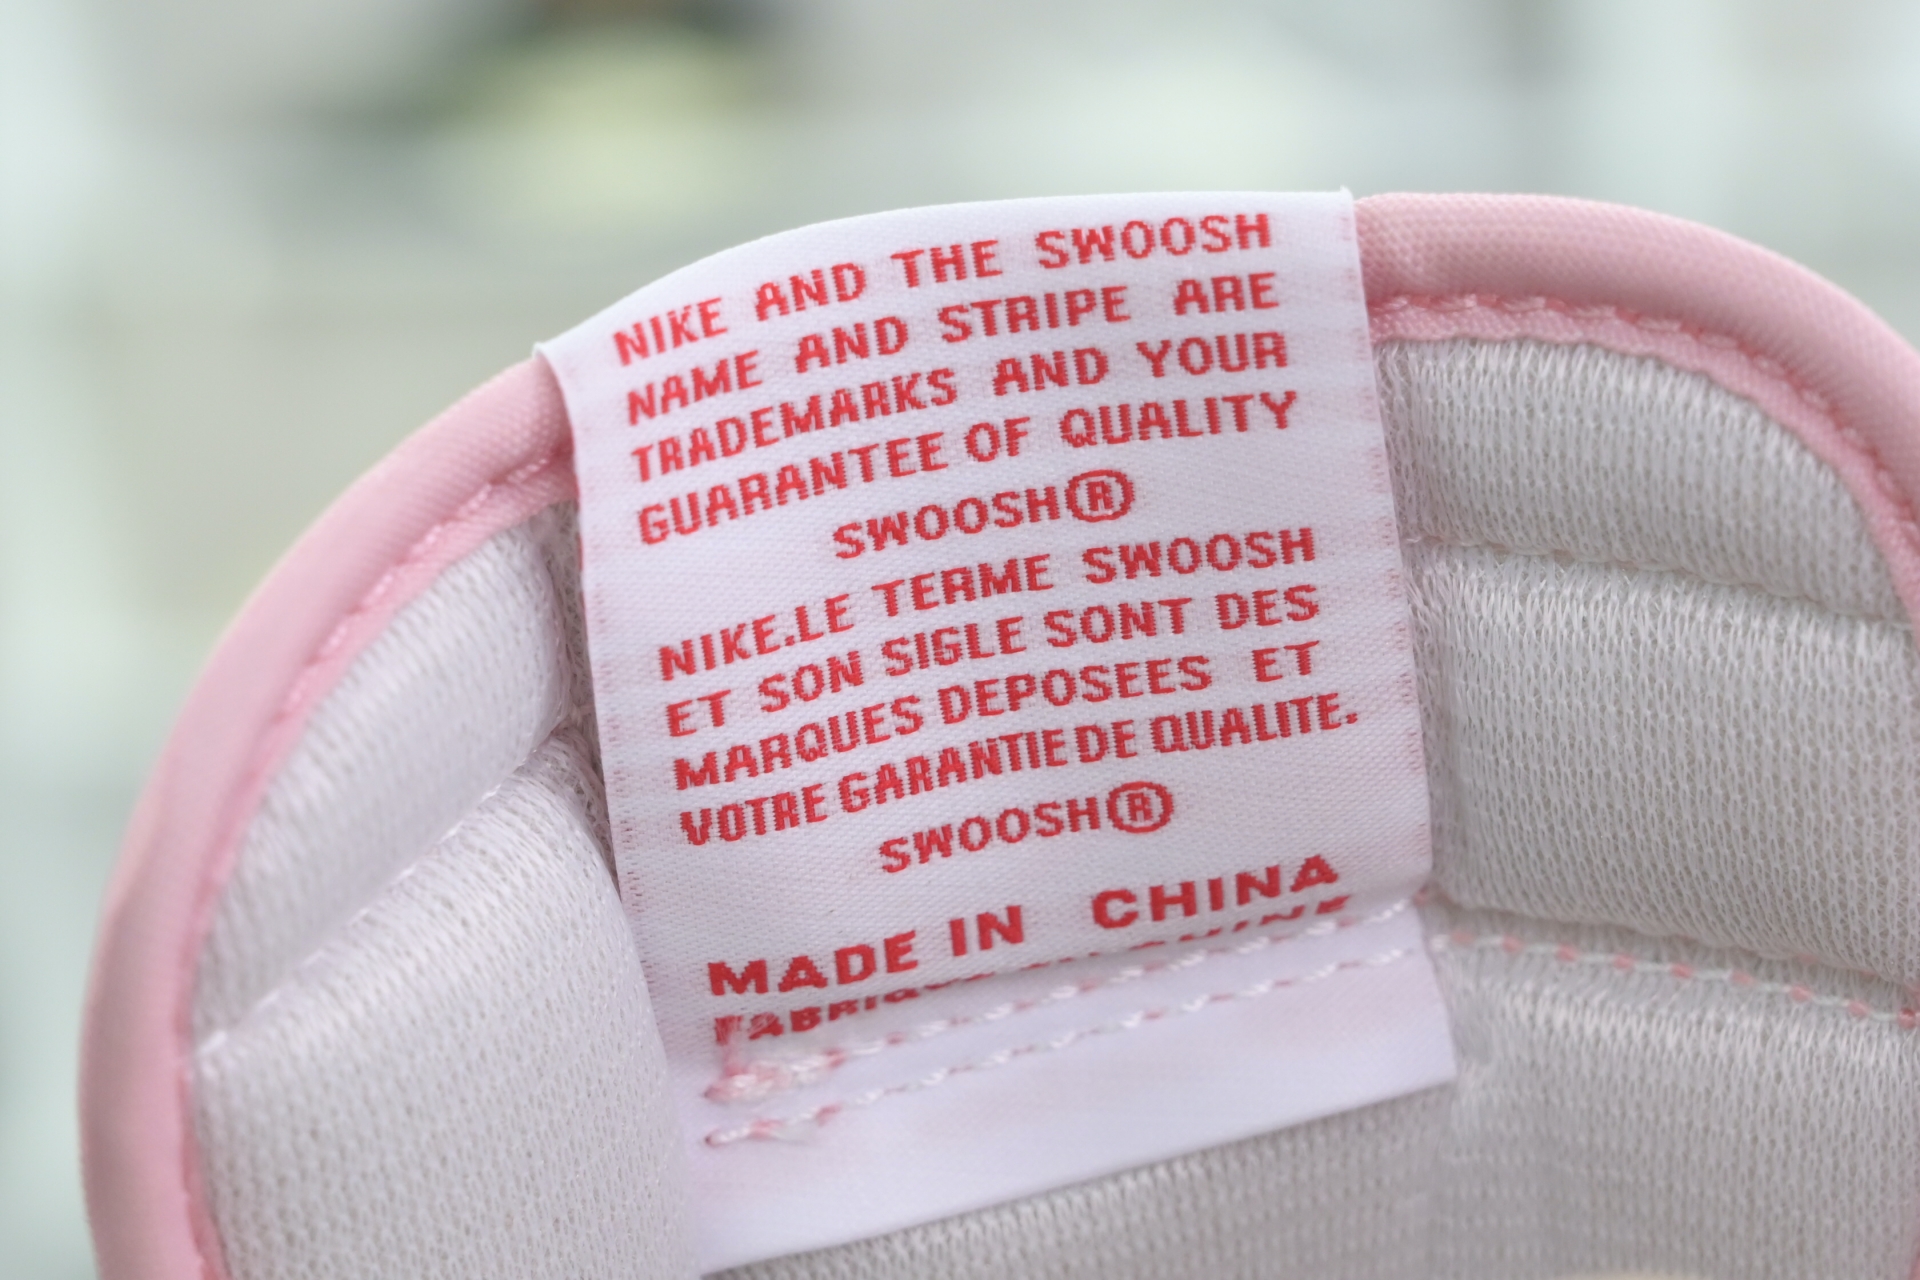 NIKE AND THE SWOOSH
NAME AND STRIPE ARE
TRADEMARKS AND YOUR
GUARANTEE OF QUALITY
SWOOSH®
NIKE.LE TERME SWOOSH
ET SON SIGLE SONT DES
MARQUES DEPOSEES ET
VOTRE GARANTIE DE QUALITE.
SWOOSH®
MADE IN CHINA